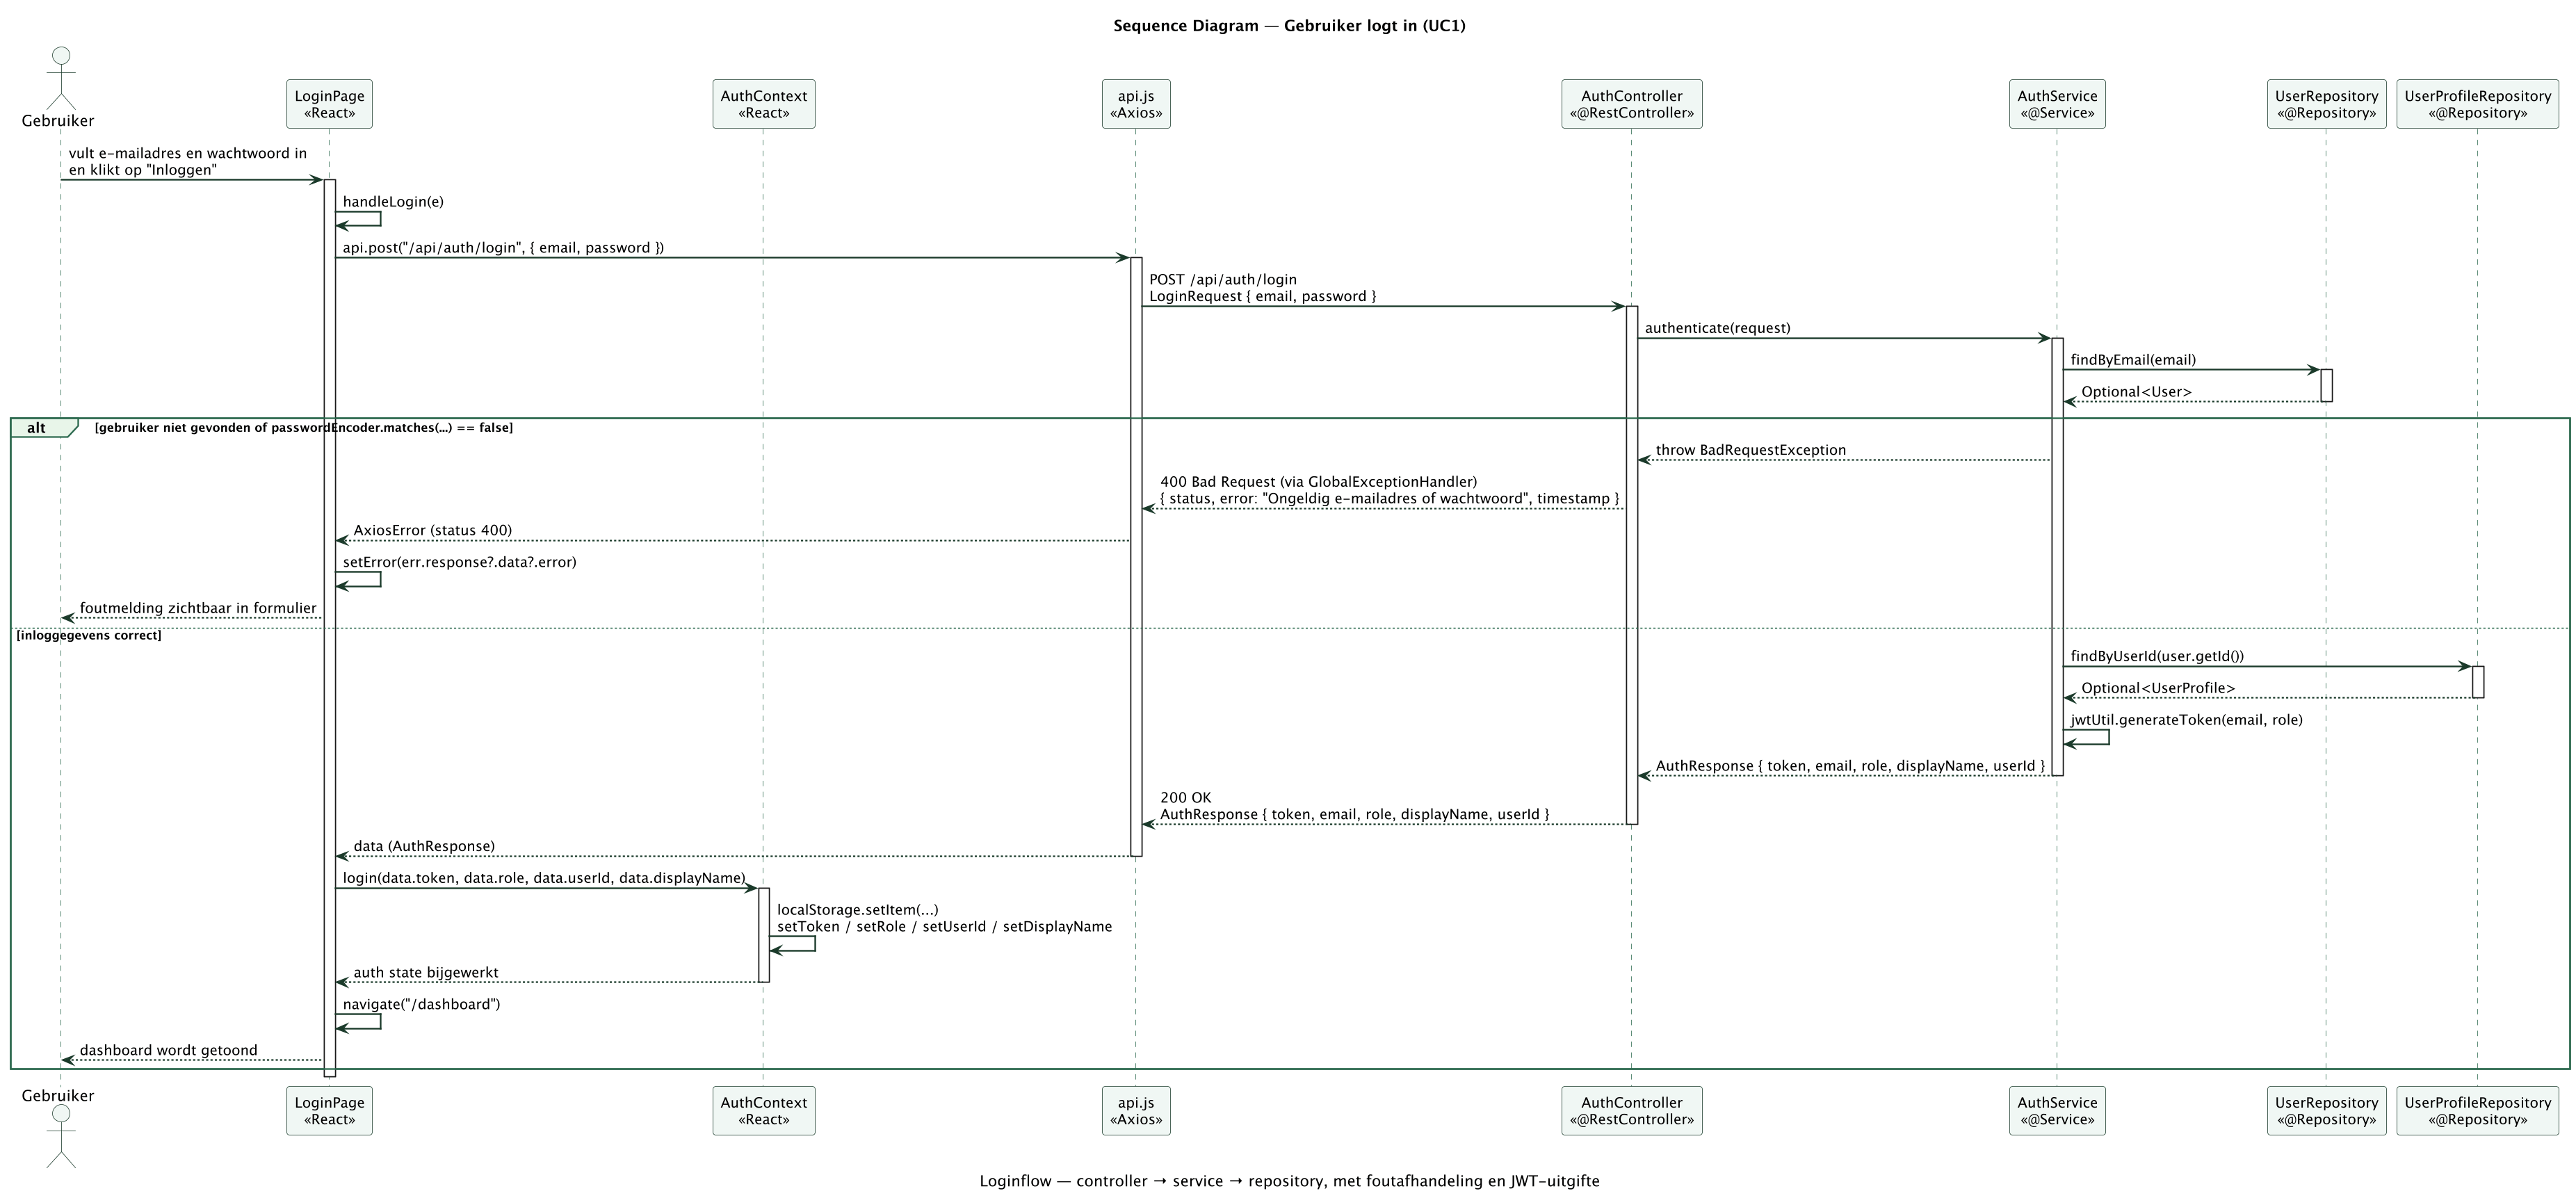 Sequence Diagram — Gebruiker logt in (UC1)
Gebruiker
LoginPage
«React»
AuthContext
«React»
api.js
«Axios»
AuthController
«@RestController»
AuthService
«@Service»
UserRepository
«@Repository»
UserProfileRepository
«@Repository»
vult e-mailadres en wachtwoord in
en klikt op "Inloggen"
handleLogin(e)
api.post("/api/auth/login", { email, password })
POST /api/auth/login
LoginRequest { email, password }
authenticate(request)
findByEmail(email)
Optional<User>
alt [gebruiker niet gevonden of passwordEncoder.matches(...) == false]
throw BadRequestException
400 Bad Request (via GlobalExceptionHandler)
{ status, error: "Ongeldig e-mailadres of wachtwoord", timestamp }
AxiosError (status 400)
setError(err.response?.data?.error)
foutmelding zichtbaar in formulier
[inloggegevens correct]
findByUserId(user.getId())
Optional<UserProfile>
jwtUtil.generateToken(email, role)
AuthResponse { token, email, role, displayName, userId }
200 OK
AuthResponse { token, email, role, displayName, userId }
data (AuthResponse)
login(data.token, data.role, data.userId, data.displayName)
localStorage.setItem(...)
setToken / setRole / setUserId / setDisplayName
auth state bijgewerkt
navigate("/dashboard")
dashboard wordt getoond
Gebruiker
LoginPage
«React»
AuthContext
«React»
api.js
«Axios»
AuthController
«@RestController»
AuthService
«@Service»
UserRepository
«@Repository»
UserProfileRepository
«@Repository»
Loginflow — controller → service → repository, met foutafhandeling en JWT-uitgifte